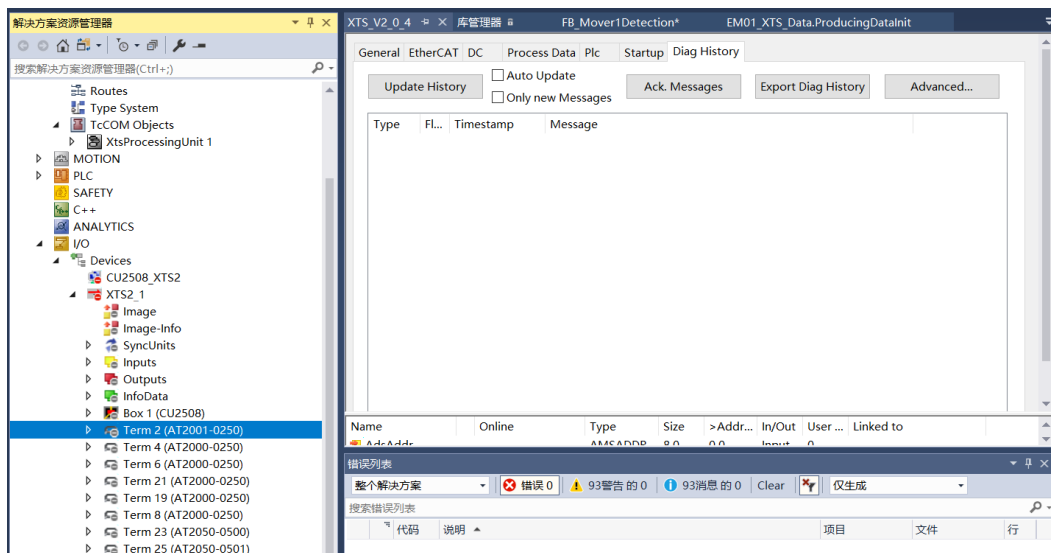 解决方案资源管理器
搜索解决方案资源管理器(Ctrl+;)
Routes
Type System
TcCOM Objects
XtsProcessingUnit 1
MOTION
PLC
SAFETY
C++
ANALYTICS
I/O
Devices
CU2508_XTS2
XTS2_1
Image
Image-Info
SyncUnits
Inputs
Outputs
InfoData
Box 1 (CU2508)
Term 2 (AT2001-0250)
Term 4 (AT2000-0250)
Term 6 (AT2000-0250)
Term 21 (AT2000-0250)
Term 19 (AT2000-0250)
Term 8 (AT2000-0250)
Term 23 (AT2050-0500)
Term 25 (AT2050-0501)
XTS_V2_0_4 库管理器 FB_Mover1Detection* EM01_XTS_Data.ProducingDataInit
General EtherCAT DC Process Data Plc Startup Diag History
Update History Auto Update Ack. Messages Export Diag History Advanced...
Only new Messages
Type Fl... Timestamp Message
Name Online Type Size >Addr... In/Out User ... Linked to
AdsAddr AMSADDR 8.0 0.0 Input 0
错误列表
整个解决方案 错误 0 93警告 的 0 93消息 的 0 Clear 仅生成
搜索错误列表
代码 说明 项目 文件 行